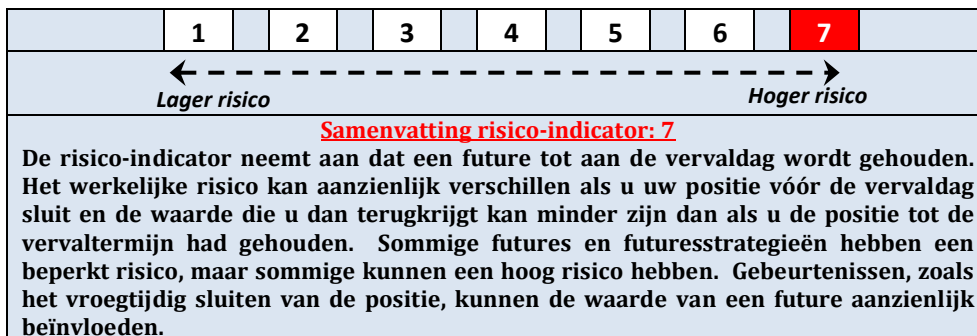 1 2 3 4 5 6 7
Lager risico Hoger risico
Samenvatting risico-indicator: 7
De risico-indicator neemt aan dat een future tot aan de vervaldag wordt gehouden.
Het werkelijke risico kan aanzienlijk verschillen als u uw positie vóór de vervaldag
sluit en de waarde die u dan terugkrijgt kan minder zijn dan als u de positie tot de
vervaltermijn had gehouden. Sommige futures en futuresstrategieën hebben een
beperkt risico, maar sommige kunnen een hoog risico hebben. Gebeurtenissen, zoals
het vroegtijdig sluiten van de positie, kunnen de waarde van een future aanzienlijk
beïnvloeden.